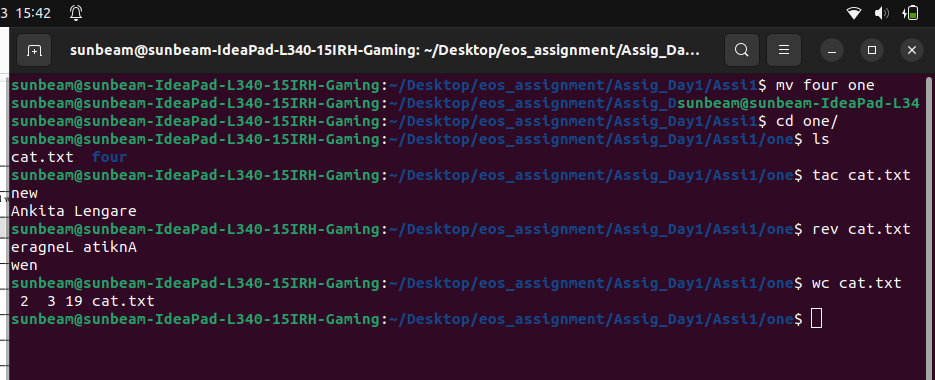 3 15:42
sunbeam@sunbeam-IdeaPad-L340-15IRH-Gaming: ~/Desktop/eos_assignment/Assig_Da...
sunbeam@sunbeam-IdeaPad-L340-15IRH-Gaming:~/Desktop/eos_assignment/Assig_Day1/Assi1$ mv four one
sunbeam@sunbeam-IdeaPad-L340-15IRH-Gaming:~/Desktop/eos_assignment/Assig_Dsunbeam@sunbeam-IdeaPad-L34
sunbeam@sunbeam-IdeaPad-L340-15IRH-Gaming:~/Desktop/eos_assignment/Assig_Day1/Assi1$ cd one/
sunbeam@sunbeam-IdeaPad-L340-15IRH-Gaming:~/Desktop/eos_assignment/Assig_Day1/Assi1/one$ ls
cat.txt  four
sunbeam@sunbeam-IdeaPad-L340-15IRH-Gaming:~/Desktop/eos_assignment/Assig_Day1/Assi1/one$ tac cat.txt
new
Ankita Lengare
sunbeam@sunbeam-IdeaPad-L340-15IRH-Gaming:~/Desktop/eos_assignment/Assig_Day1/Assi1/one$ rev cat.txt
eragneL atiknA
wen
sunbeam@sunbeam-IdeaPad-L340-15IRH-Gaming:~/Desktop/eos_assignment/Assig_Day1/Assi1/one$ wc cat.txt
 2  3 19 cat.txt
sunbeam@sunbeam-IdeaPad-L340-15IRH-Gaming:~/Desktop/eos_assignment/Assig_Day1/Assi1/one$